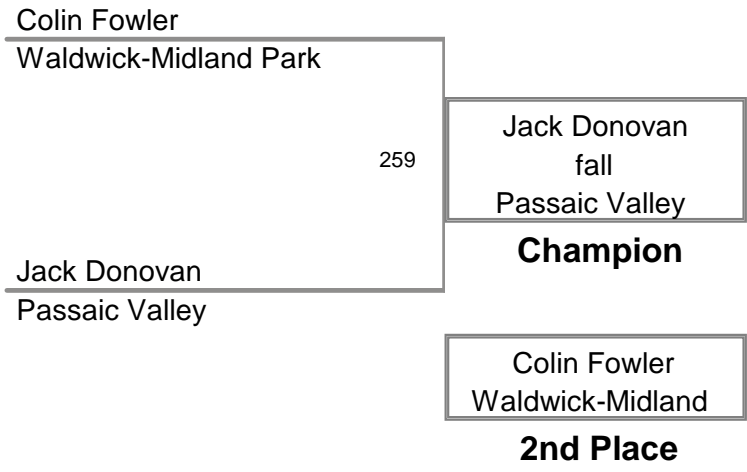 Colin Fowler
Waldwick-Midland Park
259
Jack Donovan
fall
Passaic Valley
Champion
Jack Donovan
Passaic Valley
Colin Fowler
Waldwick-Midland
2nd Place